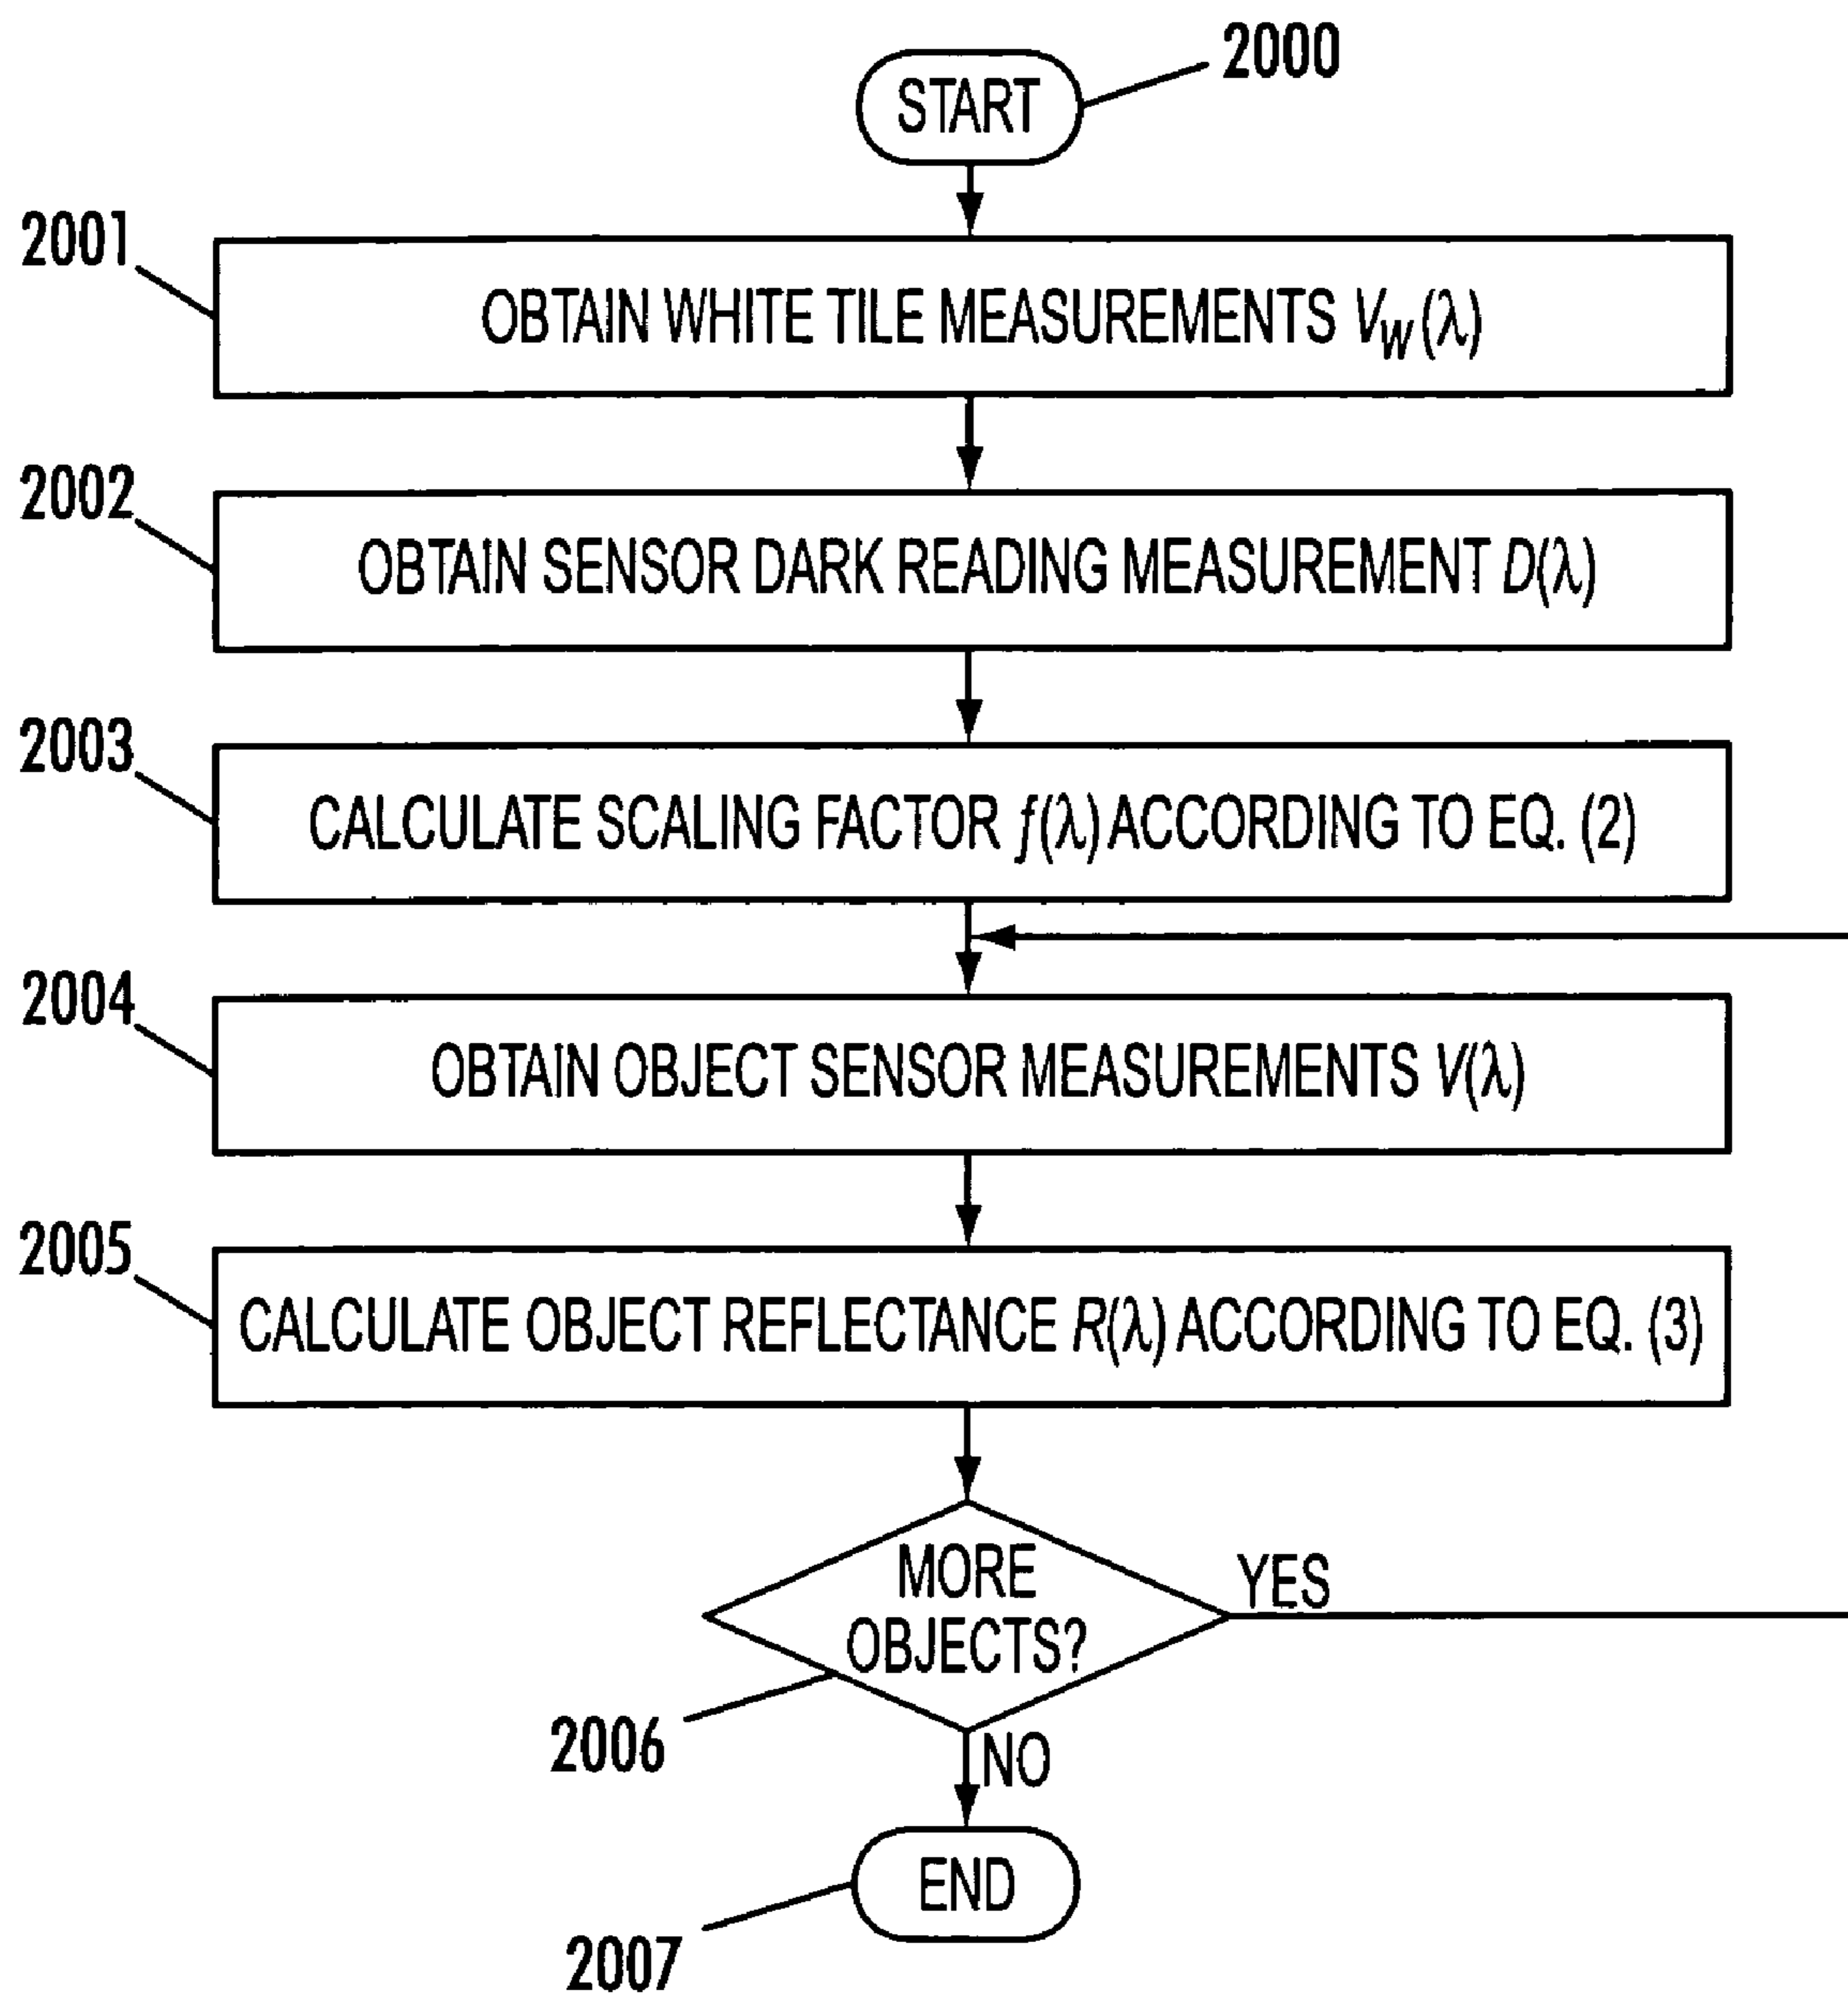 2000
START
2001
OBTAIN WHITE TILE MEASUREMENTS V_W(λ)
2002
OBTAIN SENSOR DARK READING MEASUREMENT D(λ)
2003
CALCULATE SCALING FACTOR f(λ) ACCORDING TO EQ. (2)
2004
OBTAIN OBJECT SENSOR MEASUREMENTS V(λ)
2005
CALCULATE OBJECT REFLECTANCE R(λ) ACCORDING TO EQ. (3)
MORE
OBJECTS?
YES
2006
NO
END
2007